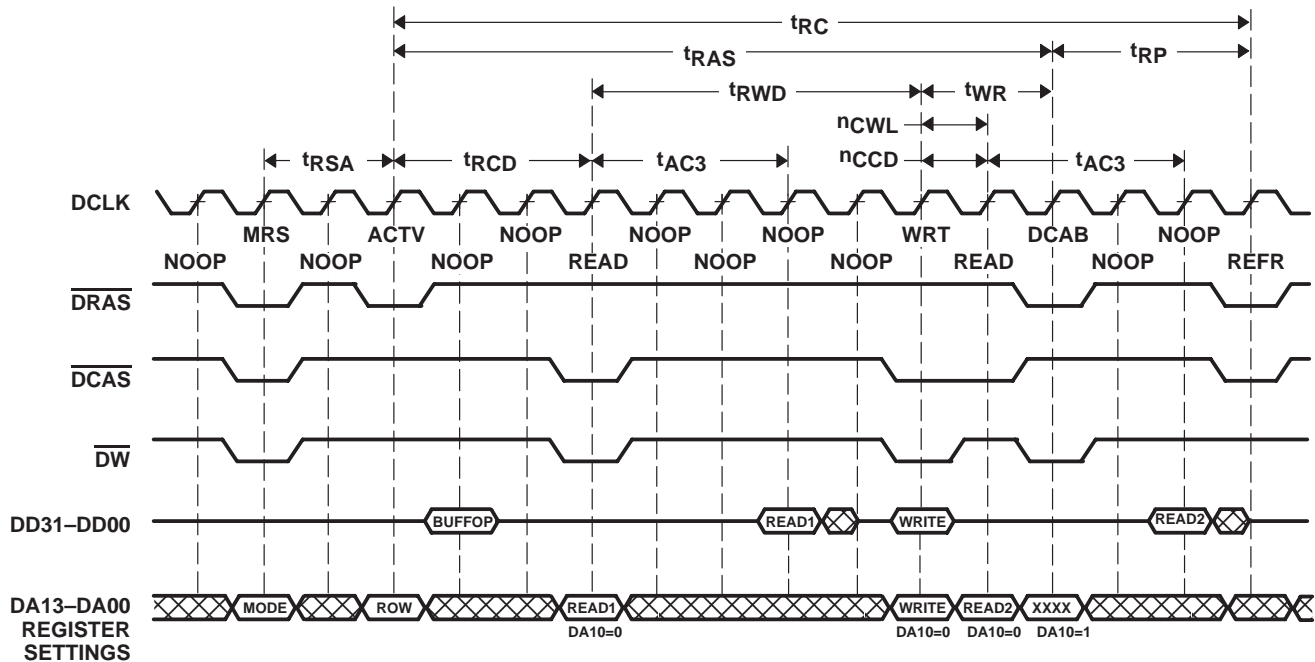 tRC
tRAS tRP
tRWD tWR
nCWL
tRSA tRCD tAC3 nCCD tAC3
DCLK
MRS ACTV NOOP NOOP NOOP WRT DCAB NOOP
NOOP NOOP NOOP READ NOOP NOOP READ NOOP REFR
DRAS
DCAS
DW
DD31–DD00 BUFFOP READ1 WRITE READ2
DA13–DA00 MODE ROW READ1 WRITE READ2 XXXX
REGISTER DA10=0 DA10=0 DA10=0 DA10=1
SETTINGS